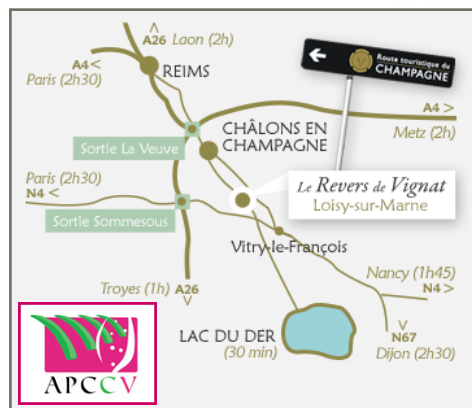 A26 Laon (2h)
A4 <
Paris (2h30)
REIMS
Route touristique du
CHAMPAGNE
A4 >
Metz (2h)
CHÂLONS EN
CHAMPAGNE
Sortie La Veuve
Paris (2h30)
N4 <
Le Revers de Vignat
Loisy-sur-Marne
Sortie Sommesous
Vitry-le-François
Nancy (1h45)
N4 >
Troyes (1h) A26
LAC DU DER
(30 min)
N67
Dijon (2h30)
APCCV